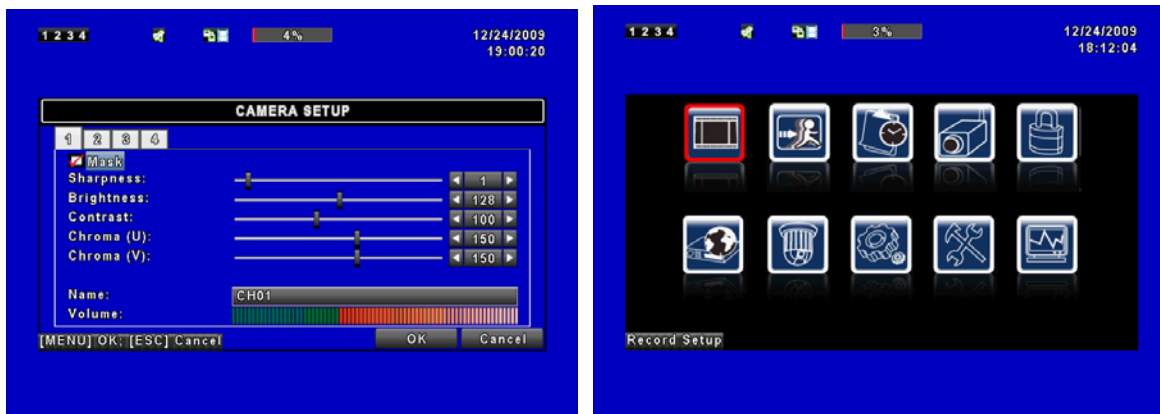 1 2 3 4 4% 12/24/2009
19:00:20
CAMERA SETUP
1 2 3 4
Mask
Sharpness: 1
Brightness: 128
Contrast: 100
Chroma (U): 150
Chroma (V): 150
Name: CH01
Volume:
[MENU] OK; [ESC] Cancel OK Cancel
1 2 3 4 3% 12/24/2009
18:12:04
Record Setup